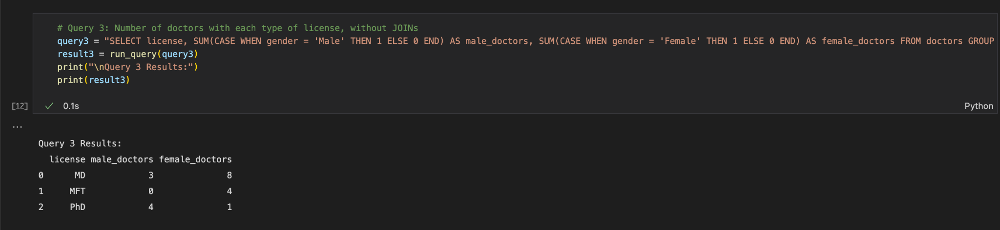 # Query 3: Number of doctors with each type of license, without JOINs
query3 = "SELECT license, SUM(CASE WHEN gender = 'Male' THEN 1 ELSE 0 END) AS male_doctors, SUM(CASE WHEN gender = 'Female' THEN 1 ELSE 0 END) AS female_doctors FROM doctors GROUP
result3 = run_query(query3)
print("\nQuery 3 Results:")
print(result3)
[12] ✓ 0.1s Python
...
Query 3 Results:
license male_doctors female_doctors
0 MD 3 8
1 MFT 0 4
2 PhD 4 1